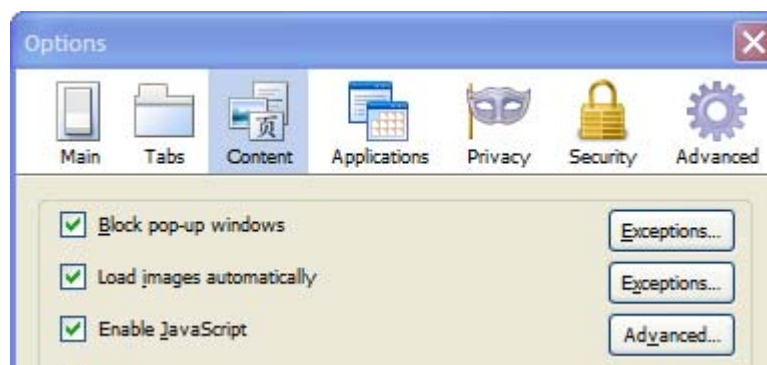 Options
页
Main Tabs Content Applications Privacy Security Advanced
Block pop-up windows Exceptions...
Load images automatically Exceptions...
Enable JavaScript Advanced...